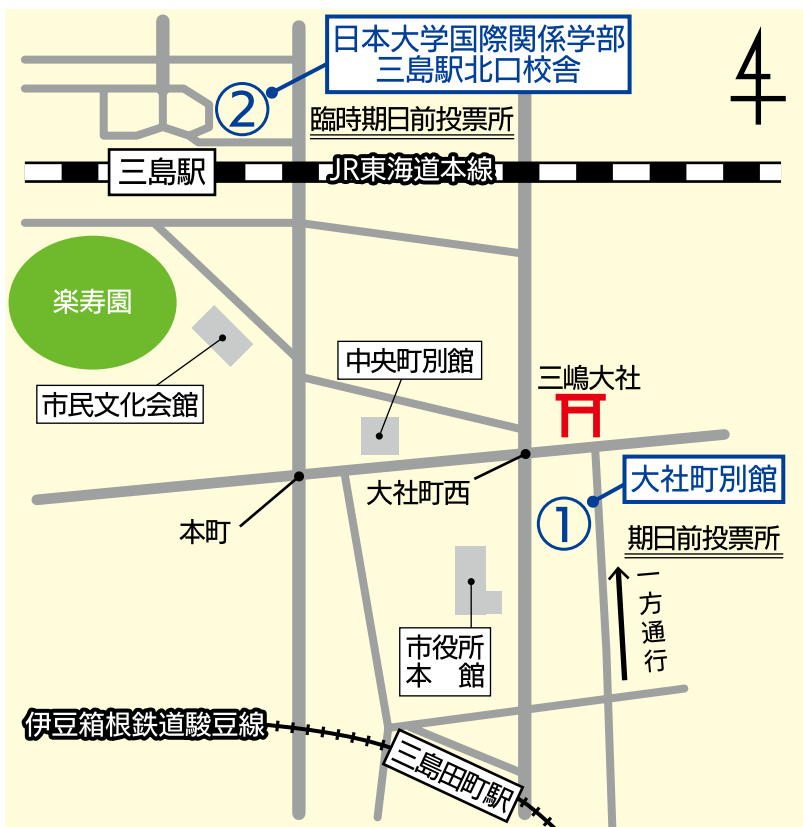 日本大学国際関係学部
三島駅北口校舎
②
臨時期日前投票所
三島駅
JR東海道本線
楽寿園
中央町別館
市民文化会館
三嶋大社
大社町西
大社町別館
①
本町
期日前投票所
一方通行
市役所
本　館
伊豆箱根鉄道駿豆線
三島田町駅